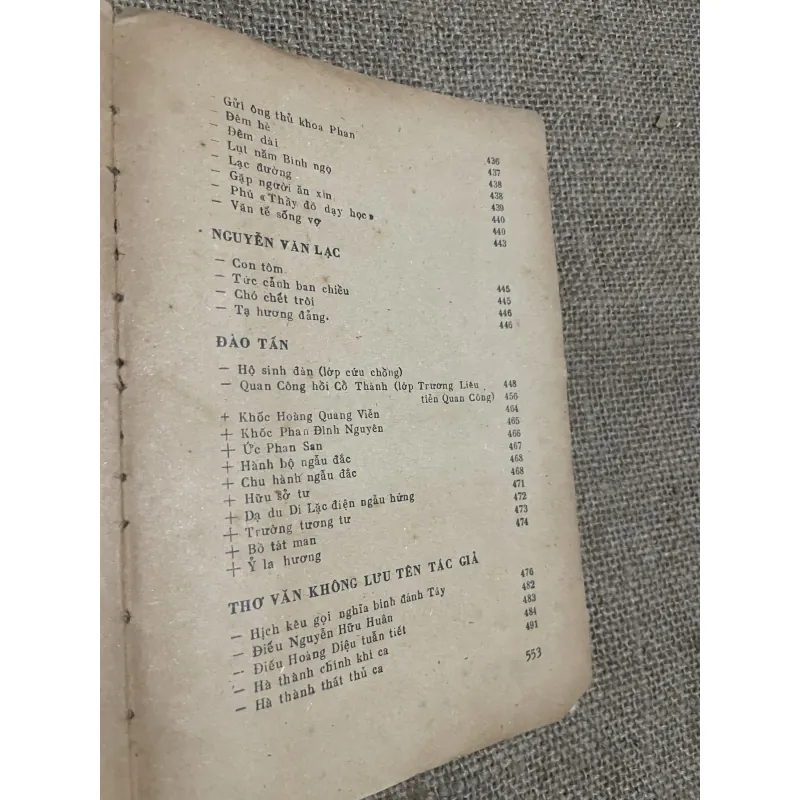 – Gửi ông thủ khoa Phan 436
– Đêm hè 437
– Đêm dài 438
– Lụt năm Bính ngọ 438
– Lạc đường 439
– Gặp người ăn xin 440
– Phú «Thầy đồ dạy học» 440
– Văn tế sống vợ 443
NGUYỄN VĂN LẠC
– Con tôm 445
– Tức cảnh ban chiều 445
– Chó chết trôi 446
– Tạ hương đảng. 446
ĐÀO TẤN
– Hộ sinh đàn (lớp cứu chồng) 448
– Quan Công hồi Cổ Thành (lớp Trương Liêu
tiễn Quan Công) 456
+ Khốc Hoàng Quang Viễn 464
+ Khốc Phan Đình Nguyên 465
+ Ức Phan San 466
+ Hành bộ ngẫu đắc 467
+ Chu hành ngẫu đắc 468
+ Hữu sở tư 468
+ Dạ du Di Lặc điện ngẫu hứng 471
+ Trường tương tư 472
+ Bồ tát man 473
+ Ỷ la hương 474
THƠ VĂN KHÔNG LƯU TÊN TÁC GIẢ
– Hịch kêu gọi nghĩa binh đánh Tây 476
– Điếu Nguyễn Hữu Huân 482
– Điếu Hoàng Diệu tuẫn tiết 483
– Hà thành chính khí ca 484
– Hà thành thất thủ ca 491
553